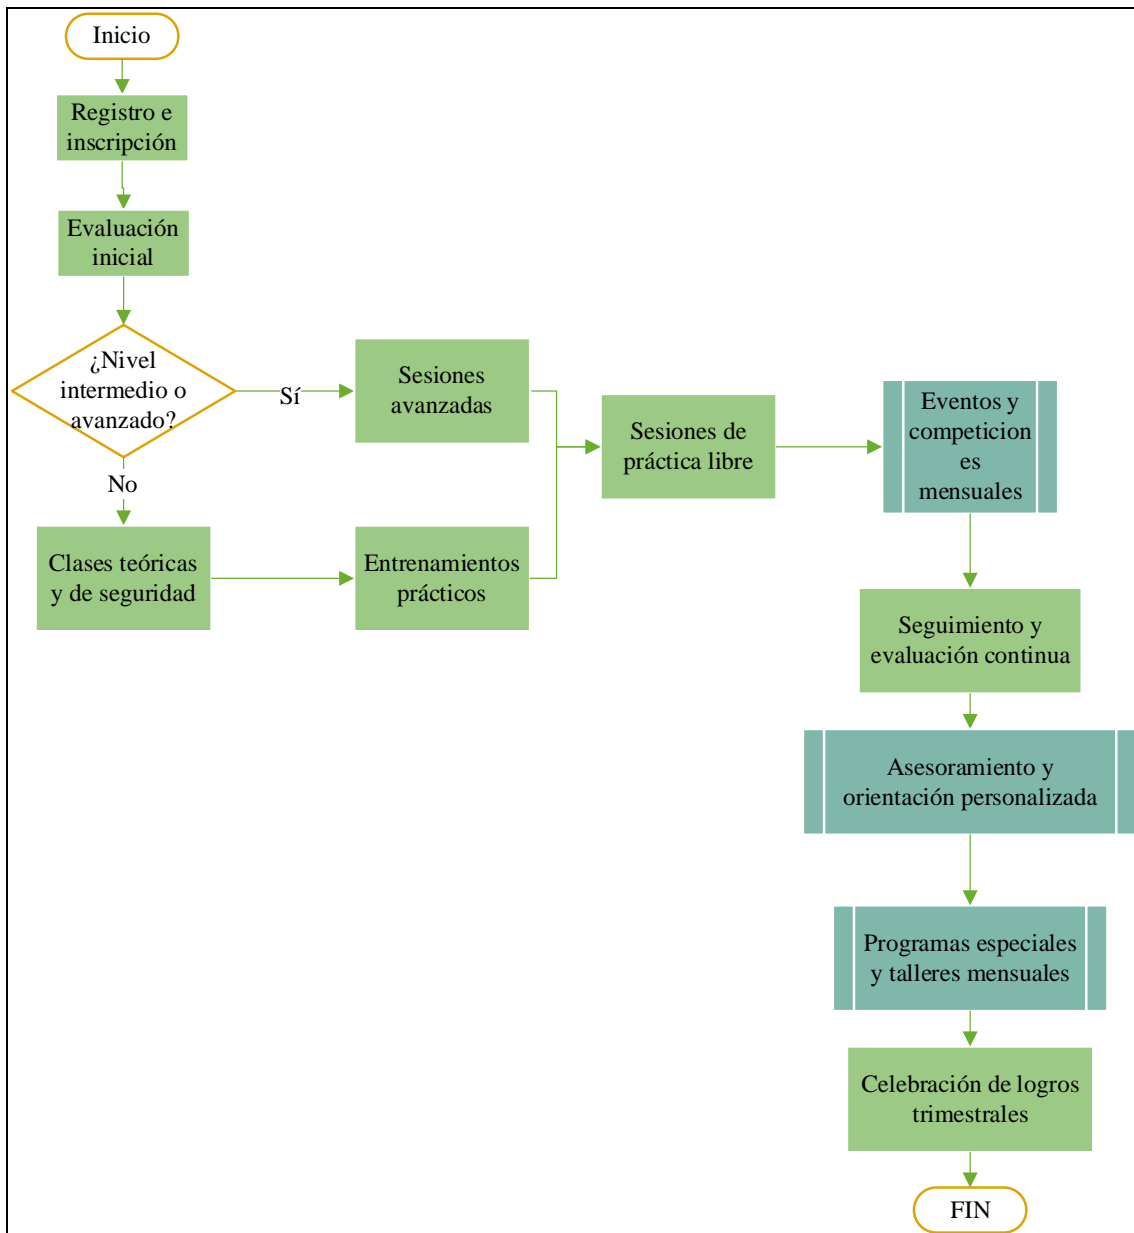 Inicio
Registro e
inscripción
Evaluación
inicial
¿Nivel
intermedio o
avanzado?
Sí
No
Sesiones
avanzadas
Clases teóricas
y de seguridad
Entrenamientos
prácticos
Sesiones de
práctica libre
Eventos y
competicion
es
mensuales
Seguimiento y
evaluación continua
Asesoramiento y
orientación personalizada
Programas especiales
y talleres mensuales
Celebración de logros
trimestrales
FIN